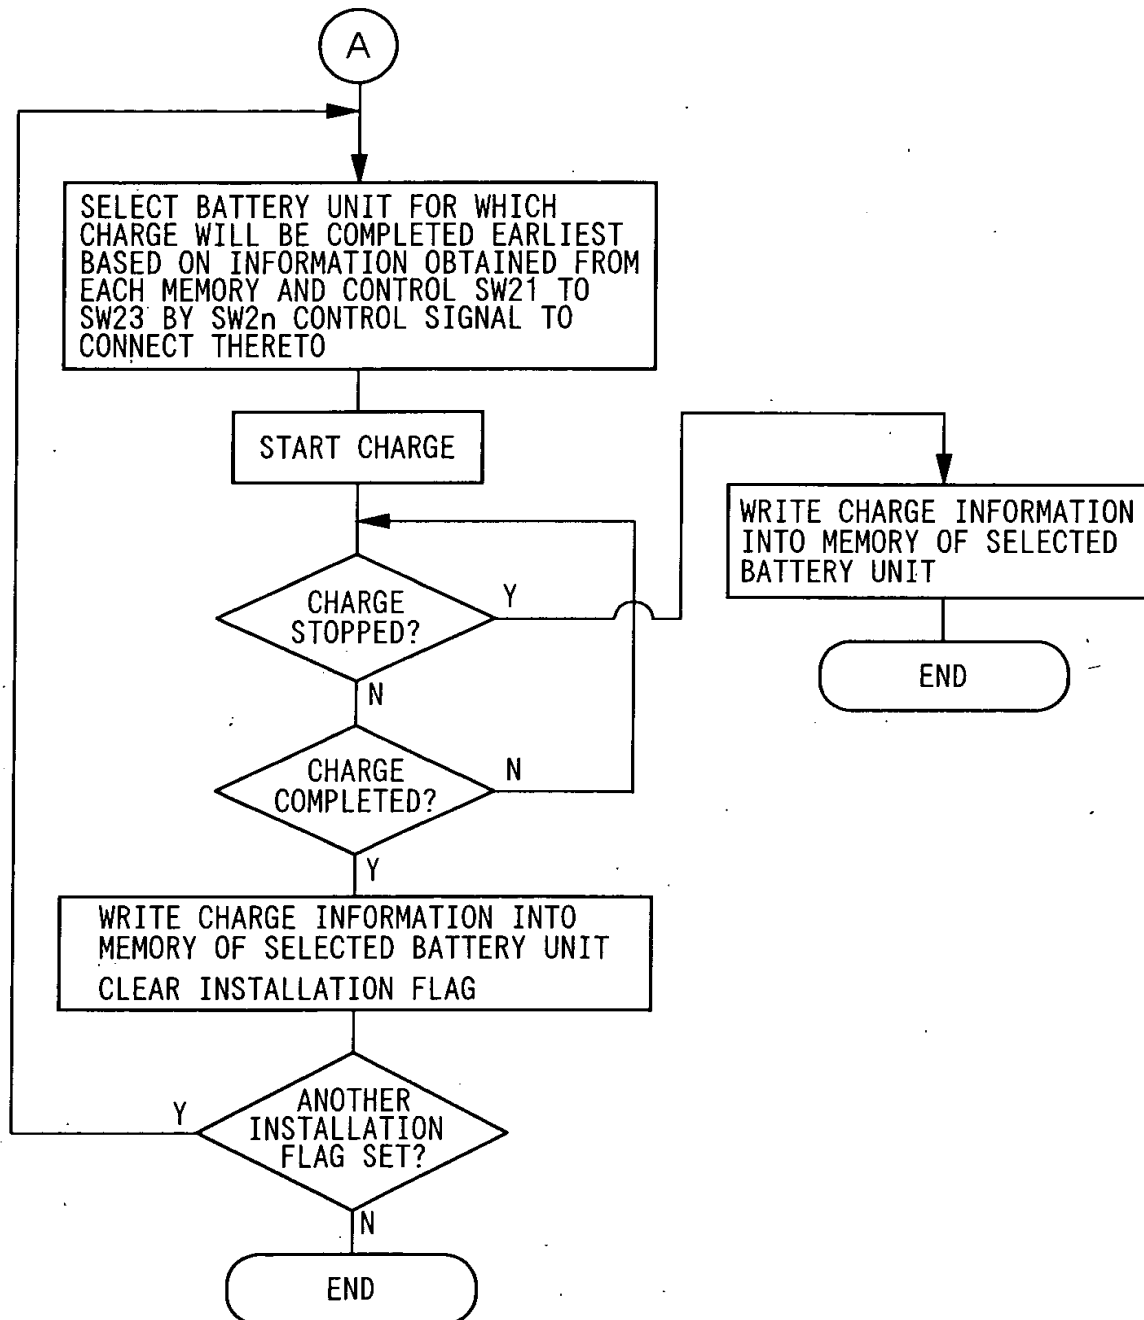 A
SELECT BATTERY UNIT FOR WHICH
CHARGE WILL BE COMPLETED EARLIEST
BASED ON INFORMATION OBTAINED FROM
EACH MEMORY AND CONTROL SW21 TO
SW23 BY SW2n CONTROL SIGNAL TO
CONNECT THERETO
START CHARGE
WRITE CHARGE INFORMATION
INTO MEMORY OF SELECTED
BATTERY UNIT
END
CHARGE
STOPPED?
Y
N
CHARGE
COMPLETED?
N
Y
WRITE CHARGE INFORMATION INTO
MEMORY OF SELECTED BATTERY UNIT
CLEAR INSTALLATION FLAG
ANOTHER
INSTALLATION
FLAG SET?
Y
N
END